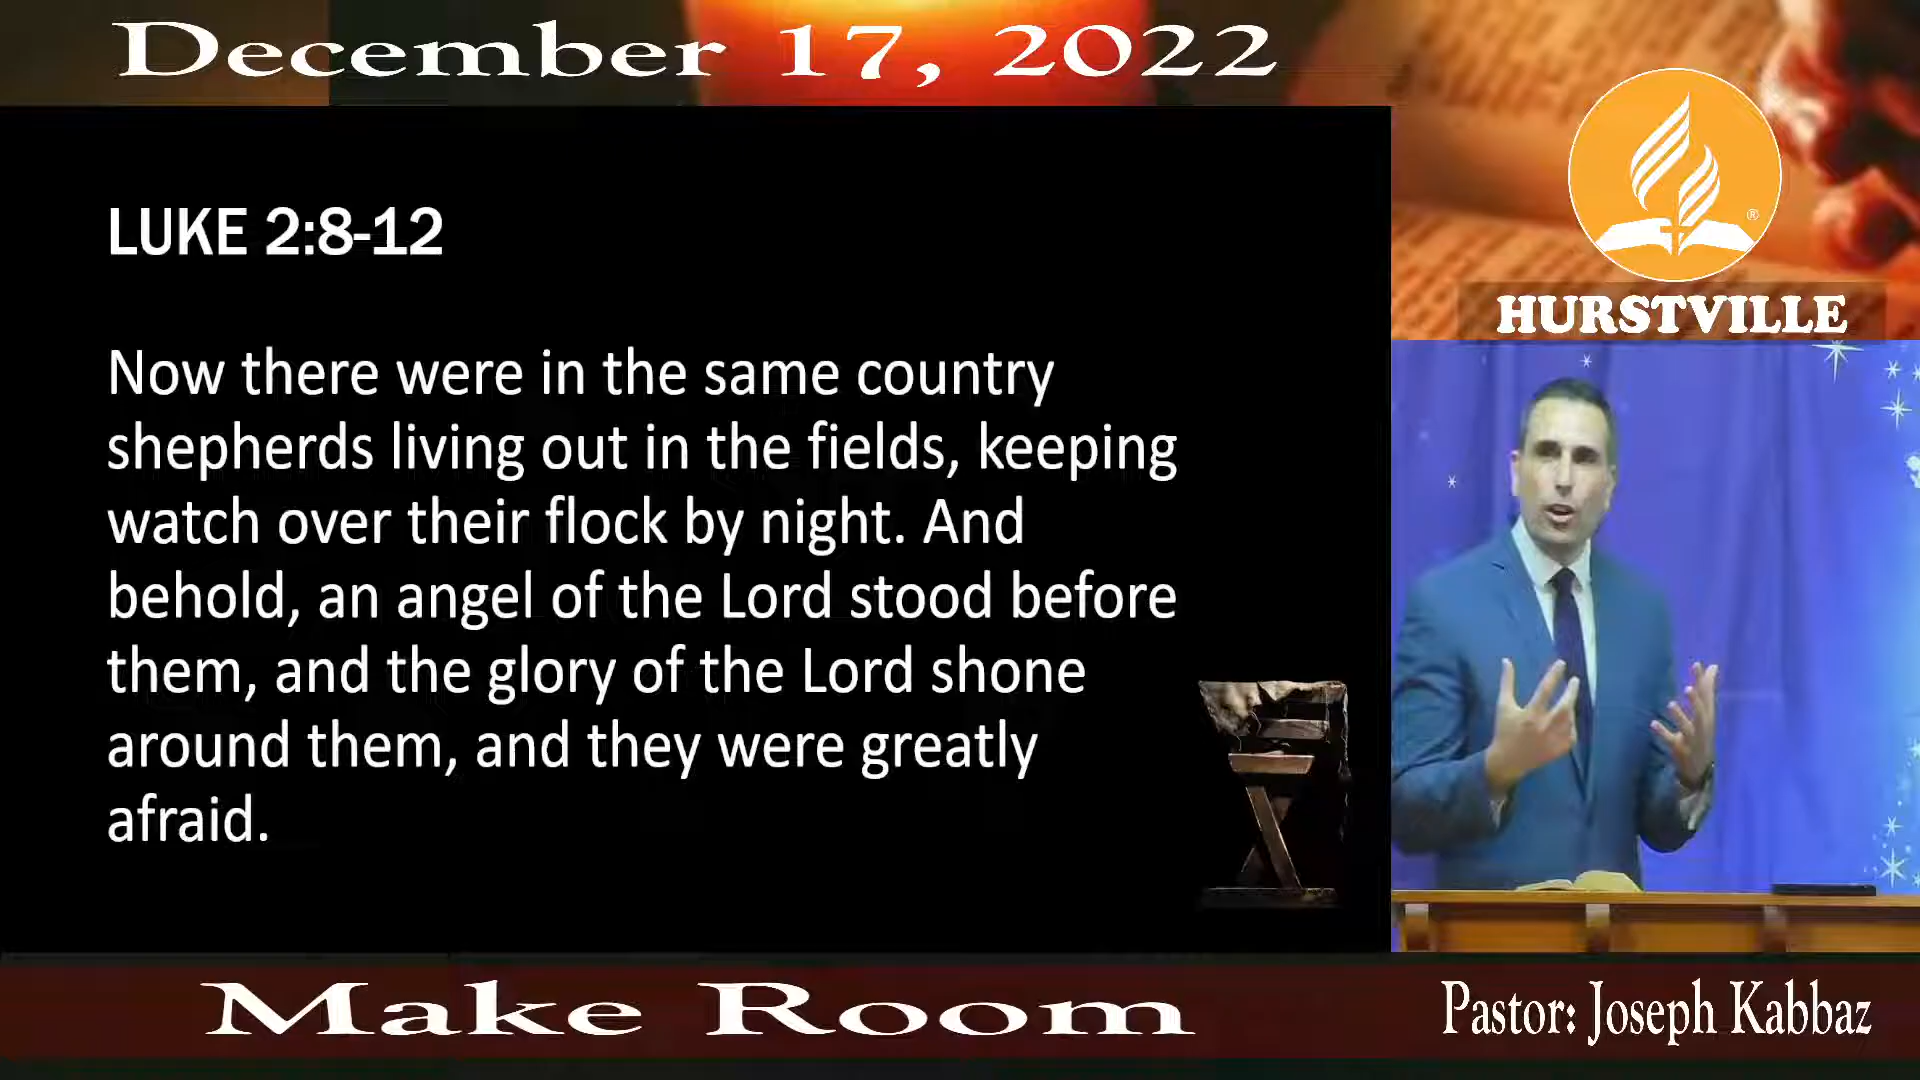 December 17, 2022
LUKE 2:8-12
Now there were in the same country
shepherds living out in the fields, keeping
watch over their flock by night. And
behold, an angel of the Lord stood before
them, and the glory of the Lord shone
around them, and they were greatly
afraid.
®
HURSTVILLE
Make Room
Pastor: Joseph Kabbaz